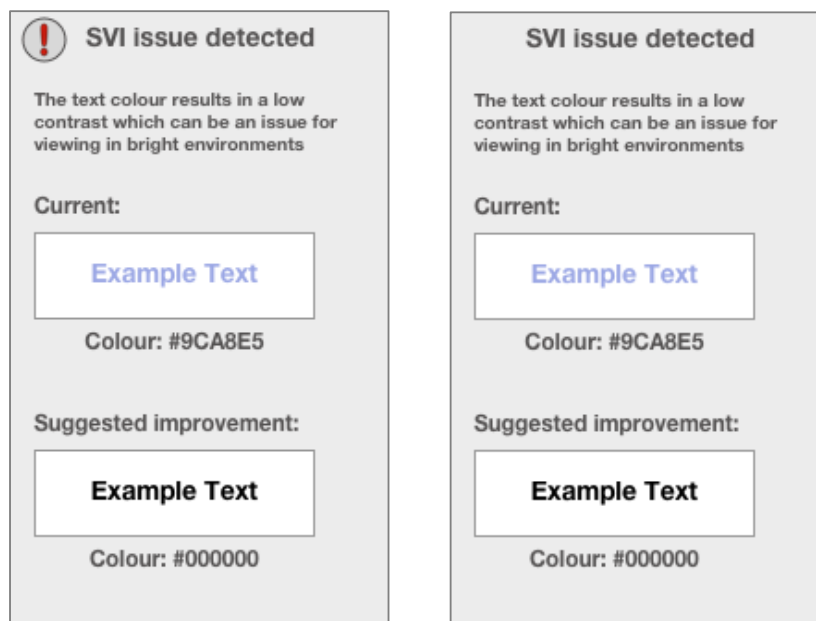 SVI issue detected
The text colour results in a low
contrast which can be an issue for
viewing in bright environments
Current:
Example Text
Colour: #9CA8E5
Suggested improvement:
Example Text
Colour: #000000
SVI issue detected
The text colour results in a low
contrast which can be an issue for
viewing in bright environments
Current:
Example Text
Colour: #9CA8E5
Suggested improvement:
Example Text
Colour: #000000